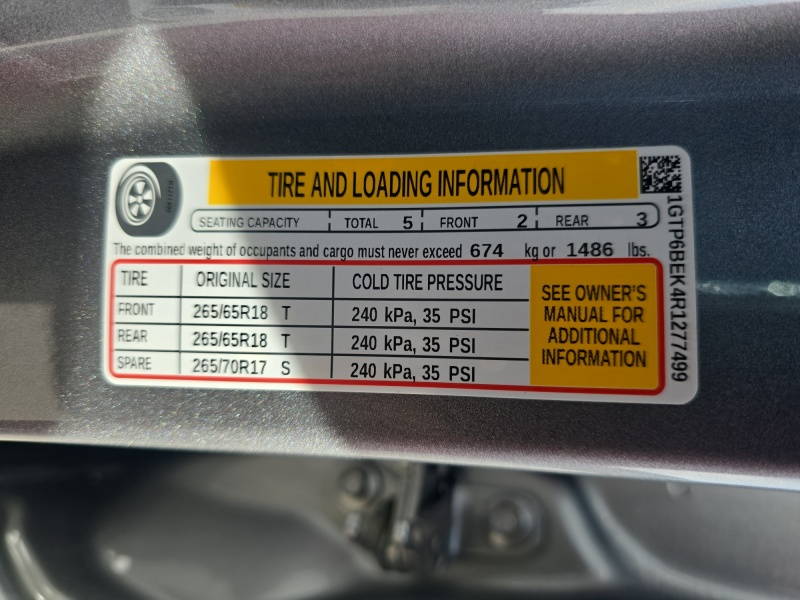 TIRE AND LOADING INFORMATION
SEATING CAPACITY TOTAL 5 FRONT 2 REAR 3
The combined weight of occupants and cargo must never exceed 674 kg or 1486 lbs.
TIRE ORIGINAL SIZE COLD TIRE PRESSURE
FRONT 265/65R18 T 240 kPa, 35 PSI
REAR 265/65R18 T 240 kPa, 35 PSI
SPARE 265/70R17 S 240 kPa, 35 PSI
SEE OWNER'S
MANUAL FOR
ADDITIONAL
INFORMATION
1GTP6BEK4R1277499